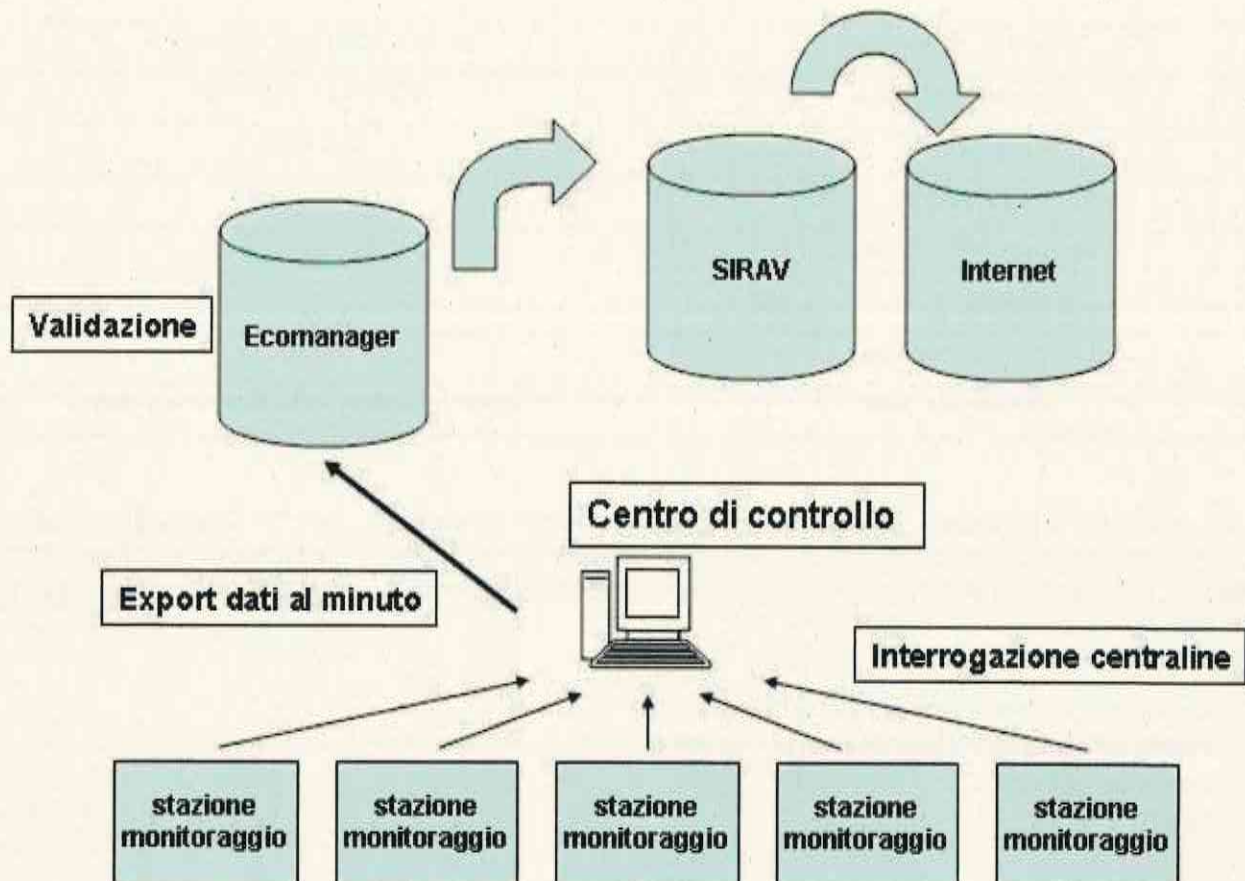 SIRAV
Internet
Validazione
Ecomanager
Centro di controllo
Export dati al minuto
Interrogazione centraline
stazione
monitoraggio
stazione
monitoraggio
stazione
monitoraggio
stazione
monitoraggio
stazione
monitoraggio